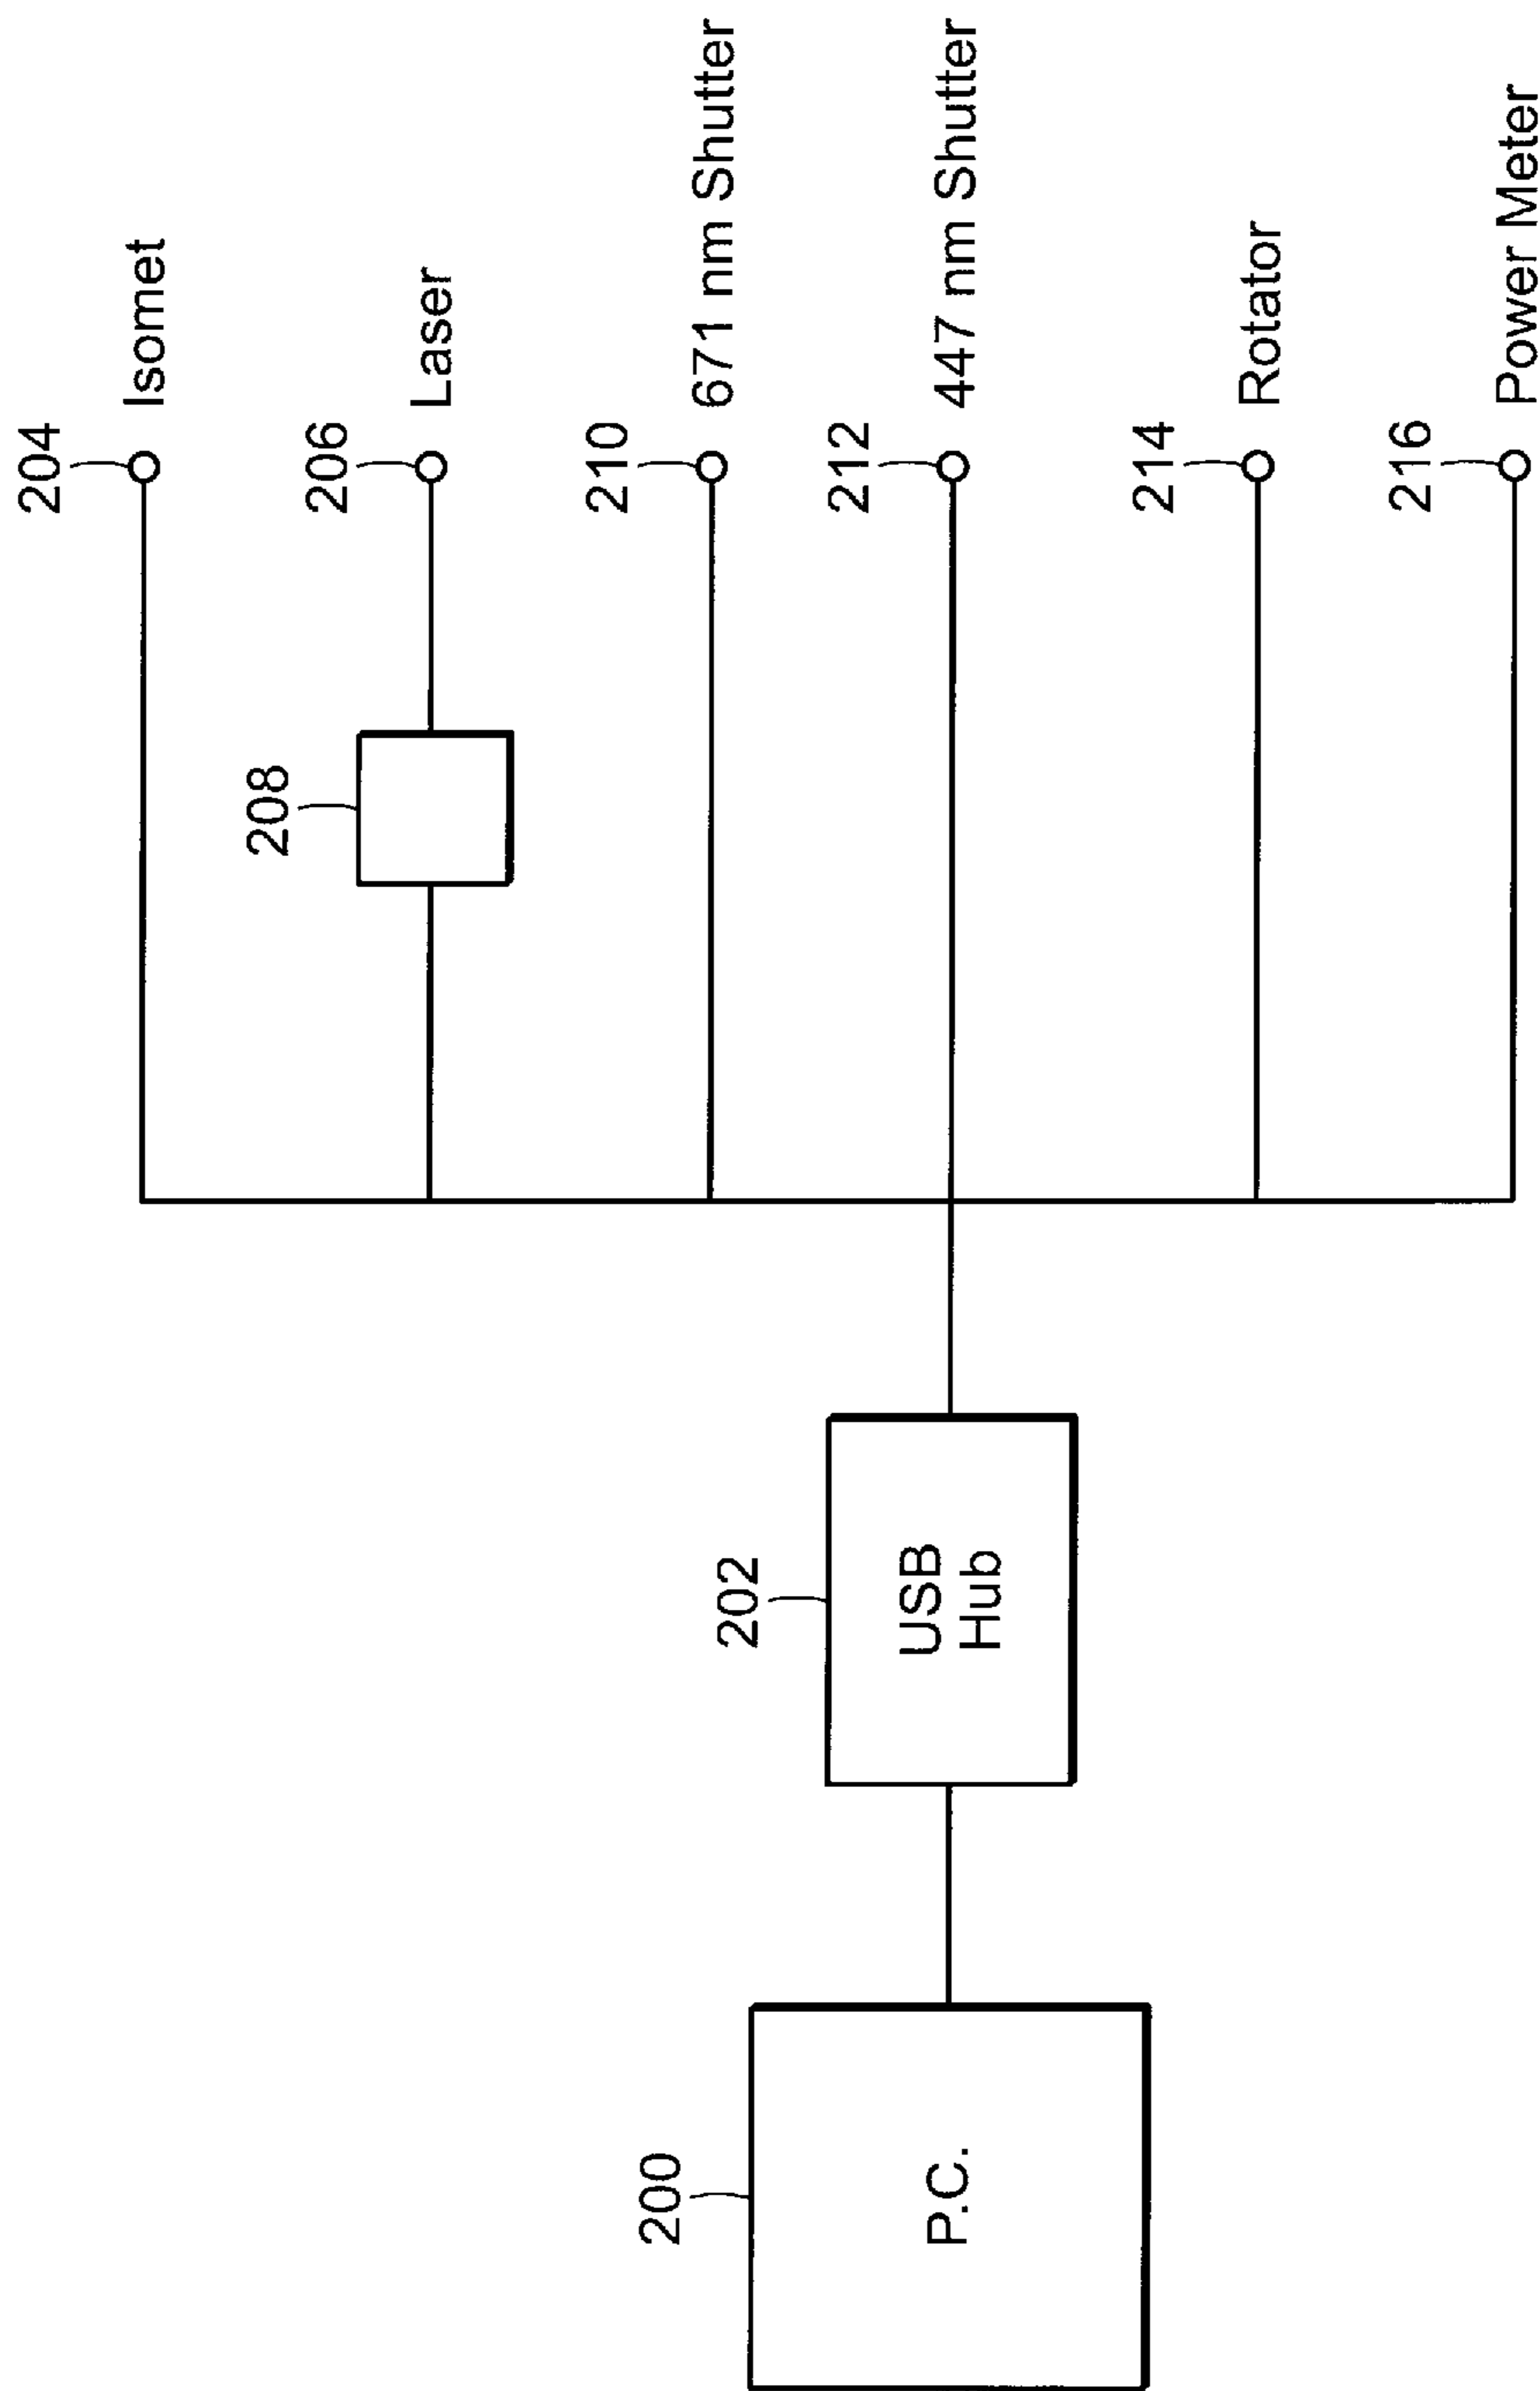 204
Isomet
206
Laser
208
210
671 nm Shutter
212
447 nm Shutter
214
Rotator
216
Power Meter
202
USB
Hub
200
P.C.